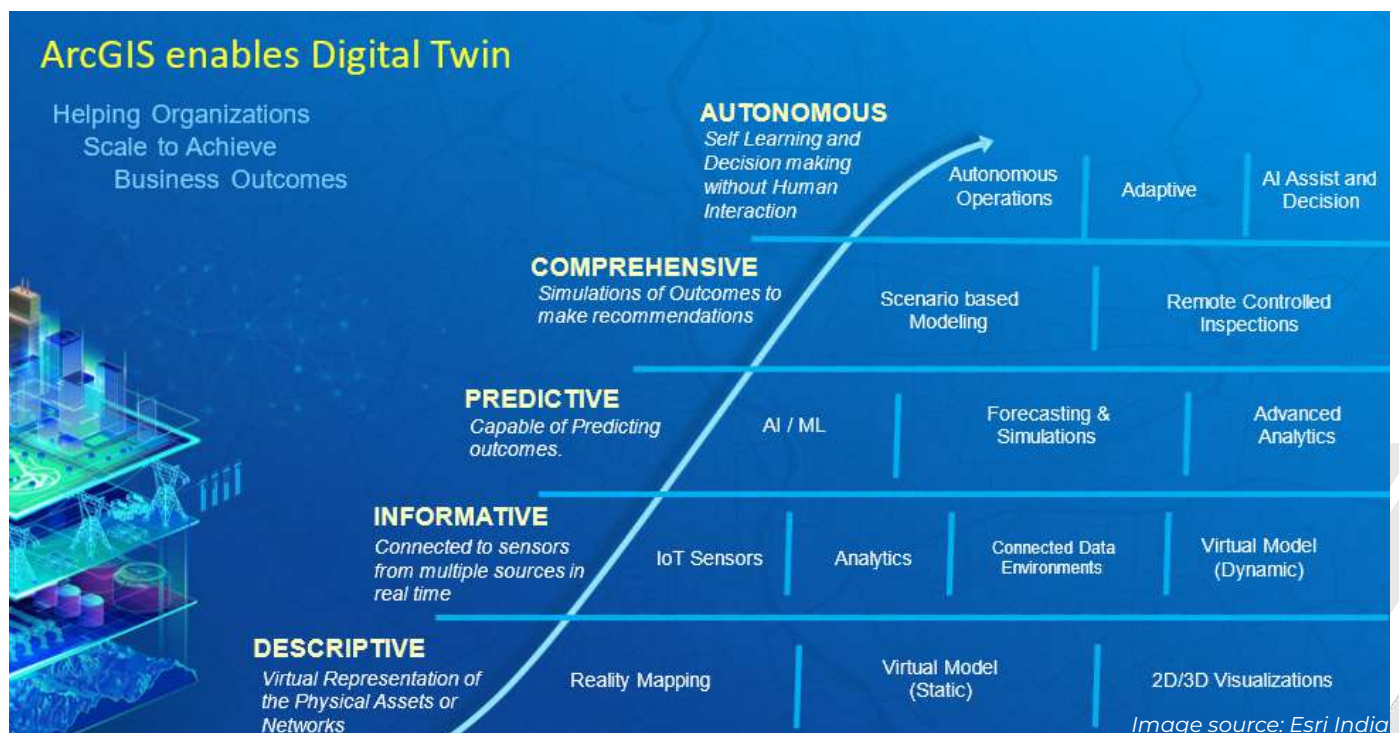 ArcGIS enables Digital Twin
Helping Organizations
Scale to Achieve
Business Outcomes
AUTONOMOUS
Self Learning and
Decision making
without Human
Interaction
Autonomous
Operations
Adaptive
AI Assist and
Decision
COMPREHENSIVE
Simulations of Outcomes to
make recommendations
Scenario based
Modeling
Remote Controlled
Inspections
PREDICTIVE
Capable of Predicting
outcomes.
AI / ML
Forecasting &
Simulations
Advanced
Analytics
INFORMATIVE
Connected to sensors
from multiple sources in
real time
IoT Sensors
Analytics
Connected Data
Environments
Virtual Model
(Dynamic)
DESCRIPTIVE
Virtual Representation of
the Physical Assets or
Networks
Reality Mapping
Virtual Model
(Static)
2D/3D Visualizations
Image source: Esri India